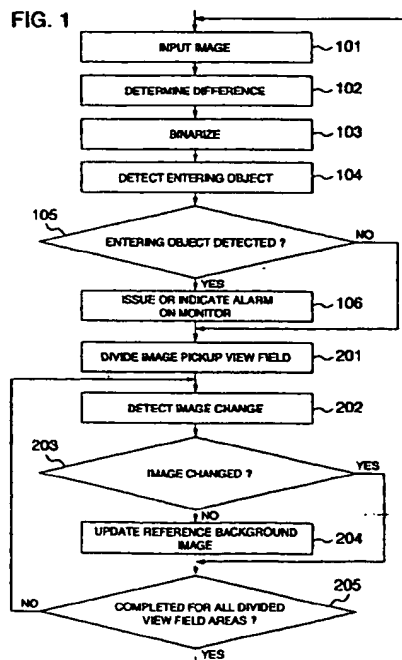 FIG. 1
INPUT IMAGE
101
DETERMINE DIFFERENCE
102
BINARIZE
103
DETECT ENTERING OBJECT
104
105
ENTERING OBJECT DETECTED ?
NO
YES
ISSUE OR INDICATE ALARM
ON MONITOR
106
DIVIDE IMAGE PICKUP VIEW FIELD
201
DETECT IMAGE CHANGE
202
203
IMAGE CHANGED ?
YES
NO
UPDATE REFERENCE BACKGROUND
IMAGE
204
205
NO
COMPLETED FOR ALL DIVIDED
VIEW FIELD AREAS ?
YES